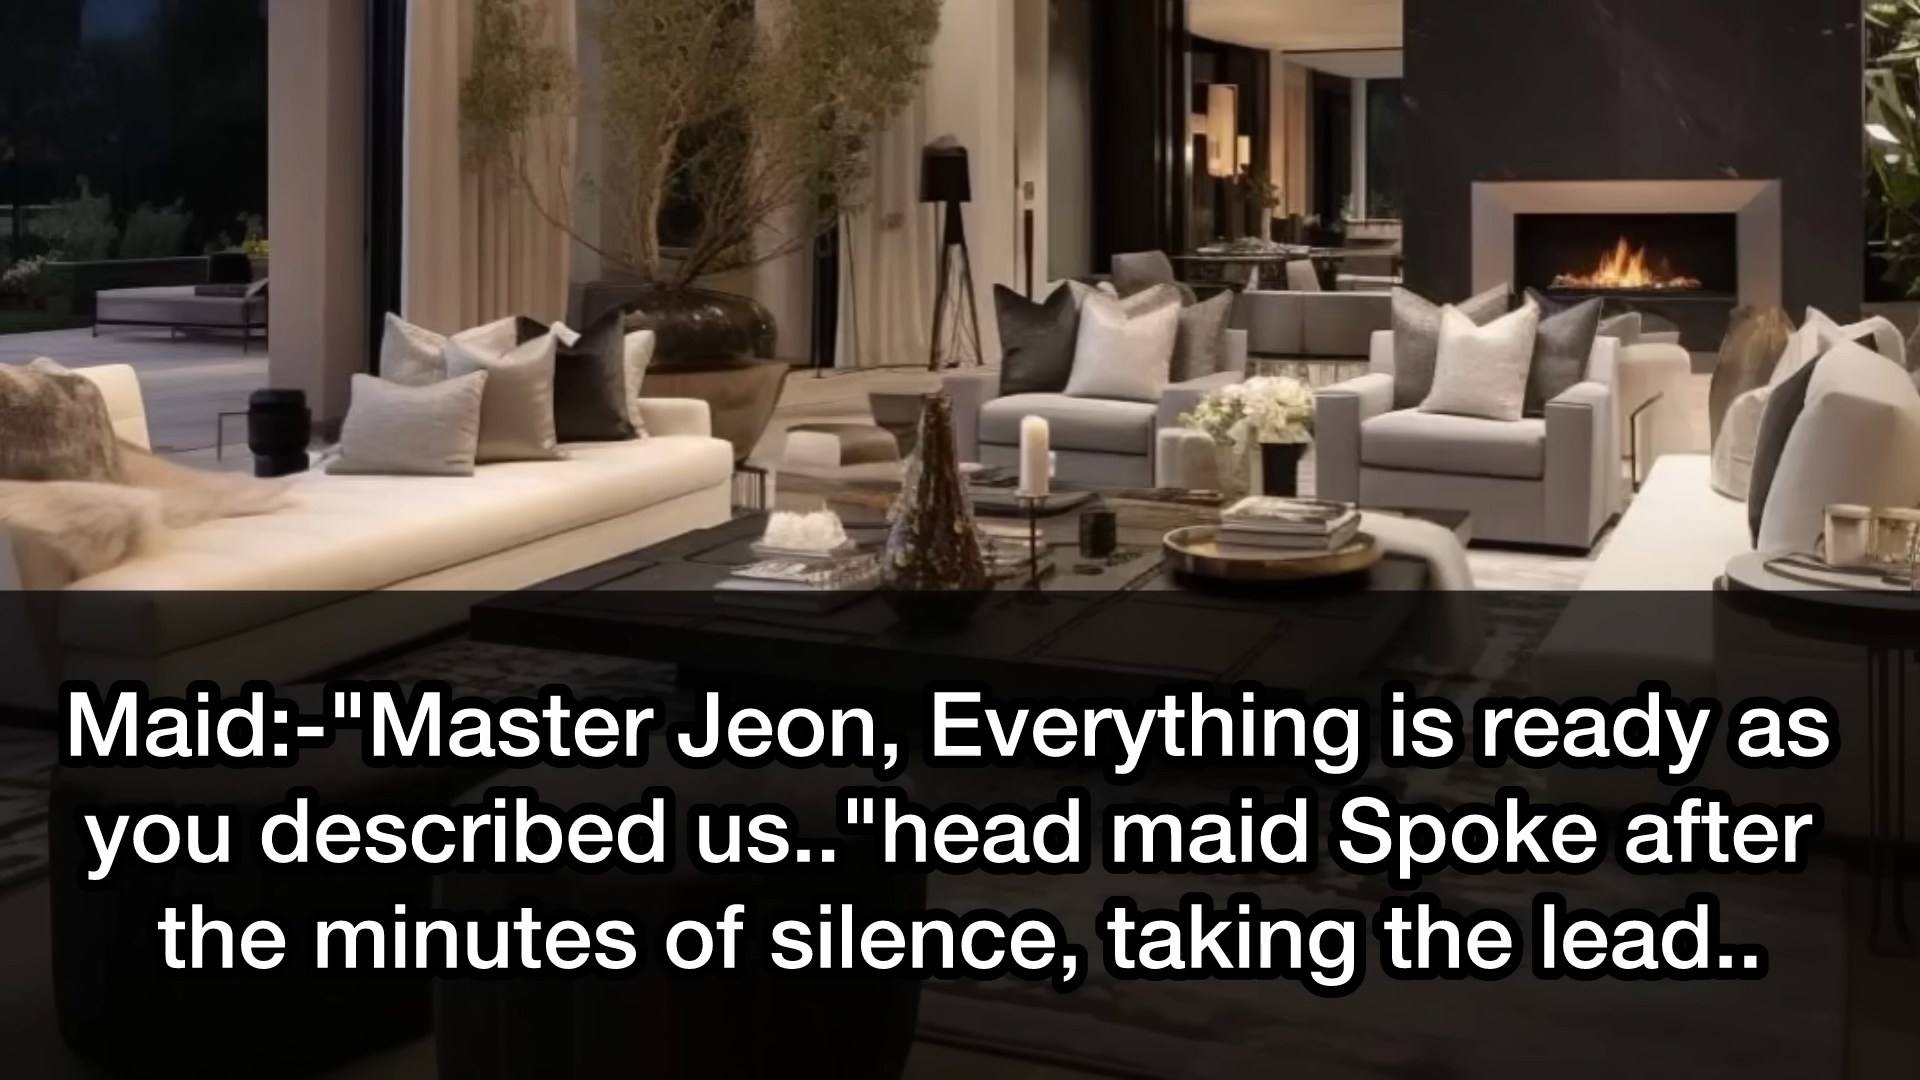 Maid:-"Master Jeon, Everything is ready as
you described us.."head maid Spoke after
the minutes of silence, taking the lead..